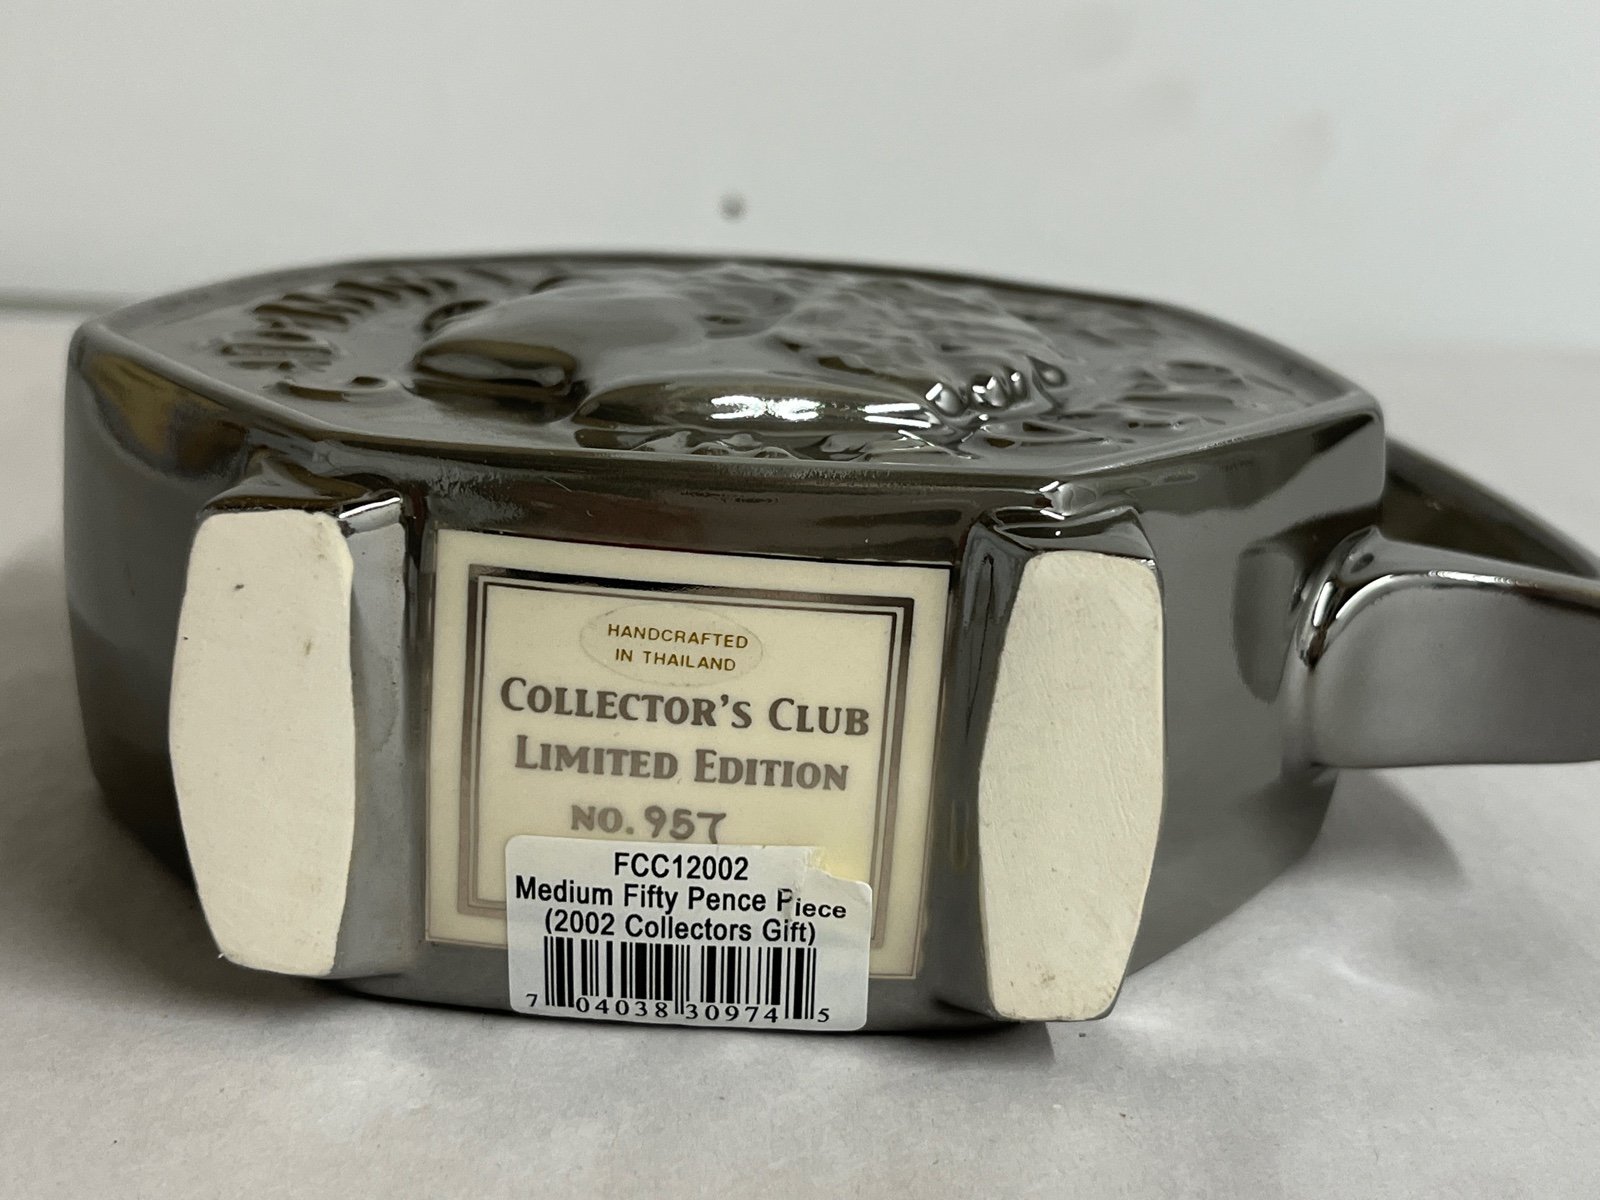 HANDCRAFTED
IN THAILAND
COLLECTOR'S CLUB
LIMITED EDITION
NO. 957
FCC12002
Medium Fifty Pence Piece
(2002 Collectors Gift)
7 04038 30974 5